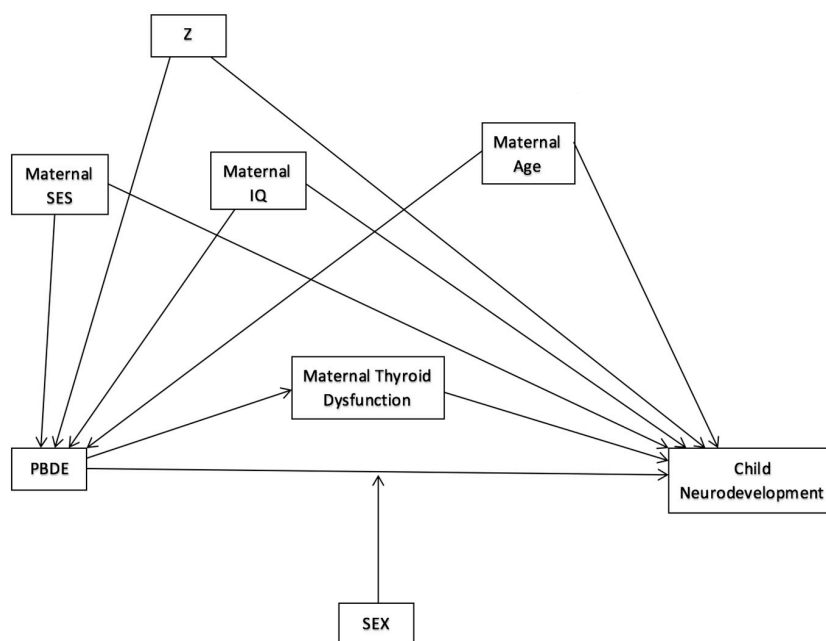 Z
Maternal
Age
Maternal
SES
Maternal
IQ
Maternal Thyroid
Dysfunction
PBDE
Child
Neurodevelopment
SEX